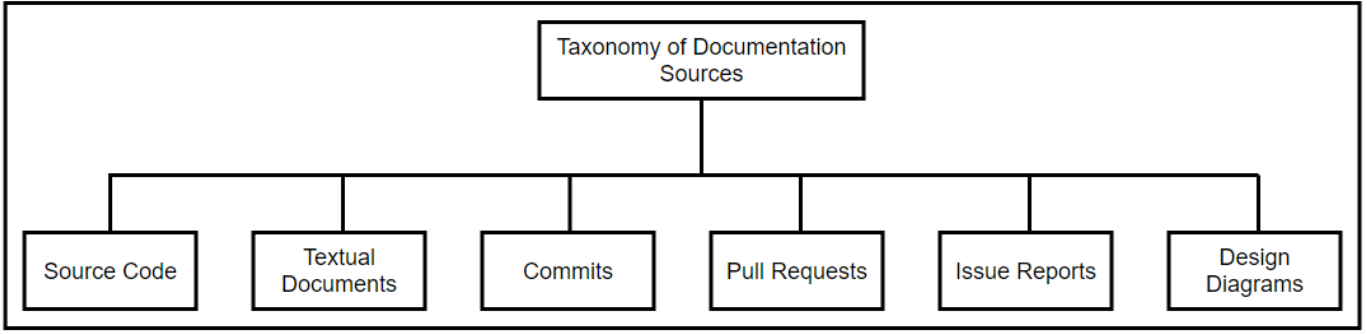 Taxonomy of Documentation
Sources
Source Code
Textual
Documents
Commits
Pull Requests
Issue Reports
Design
Diagrams